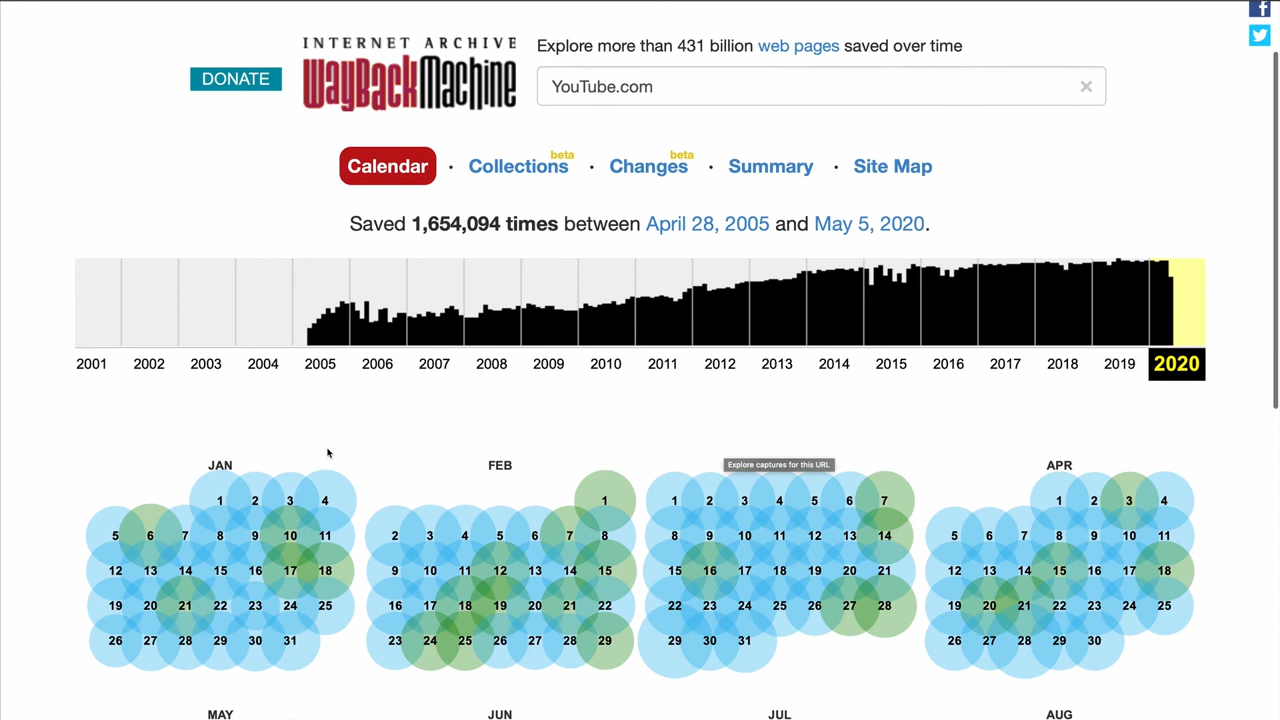 INTERNET ARCHIVE
WayBackMachine
DONATE
Explore more than 431 billion web pages saved over time
YouTube.com ×
Calendar · Collections beta · Changes beta · Summary · Site Map
Saved 1,654,094 times between April 28, 2005 and May 5, 2020.
2001 2002 2003 2004 2005 2006 2007 2008 2009 2010 2011 2012 2013 2014 2015 2016 2017 2018 2019 2020
JAN
1 2 3 4
5 6 7 8 9 10 11
12 13 14 15 16 17 18
19 20 21 22 23 24 25
26 27 28 29 30 31
FEB
1
2 3 4 5 6 7 8
9 10 11 12 13 14 15
16 17 18 19 20 21 22
23 24 25 26 27 28 29
Explore captures for this URL
1 2 3 4 5 6 7
8 9 10 11 12 13 14
15 16 17 18 19 20 21
22 23 24 25 26 27 28
29 30 31
APR
1 2 3 4
5 6 7 8 9 10 11
12 13 14 15 16 17 18
19 20 21 22 23 24 25
26 27 28 29 30
MAY JUN JUL AUG